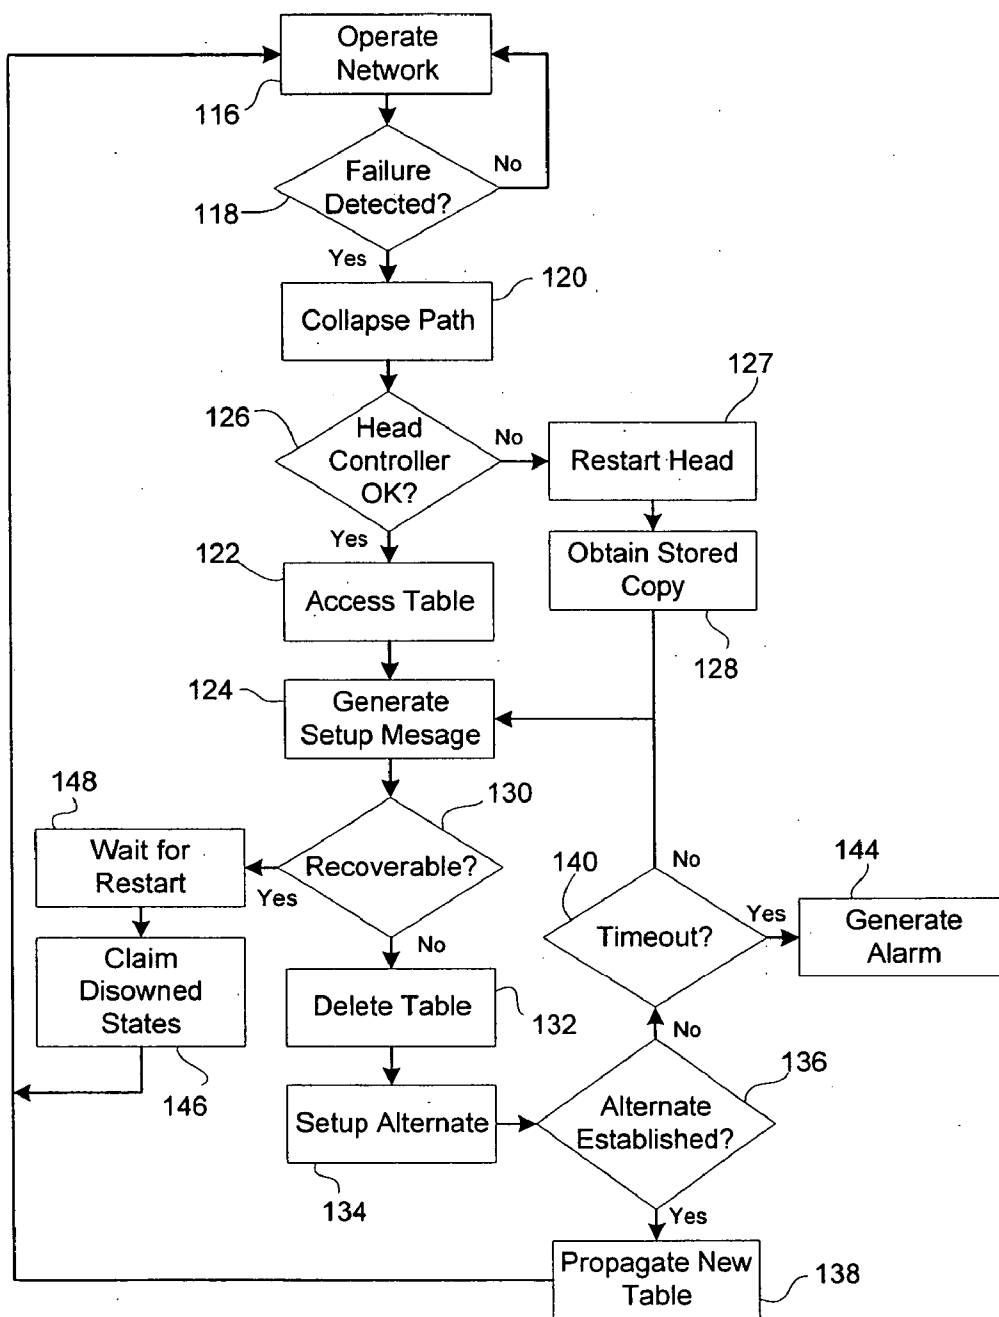 Operate
Network
116
Failure
Detected?
No
118
Yes
120
Collapse Path
127
126
Head
Controller
OK?
No
Restart Head
Yes
122
Access Table
Obtain Stored
Copy
128
124
Generate
Setup Mesage
148
130
Wait for
Restart
Recoverable?
Yes
No
140
No
144
Timeout?
Yes
Generate
Alarm
Claim
Disowned
States
146
Delete Table
132
No
136
Setup Alternate
134
Alternate
Established?
Yes
Propagate New
Table
138